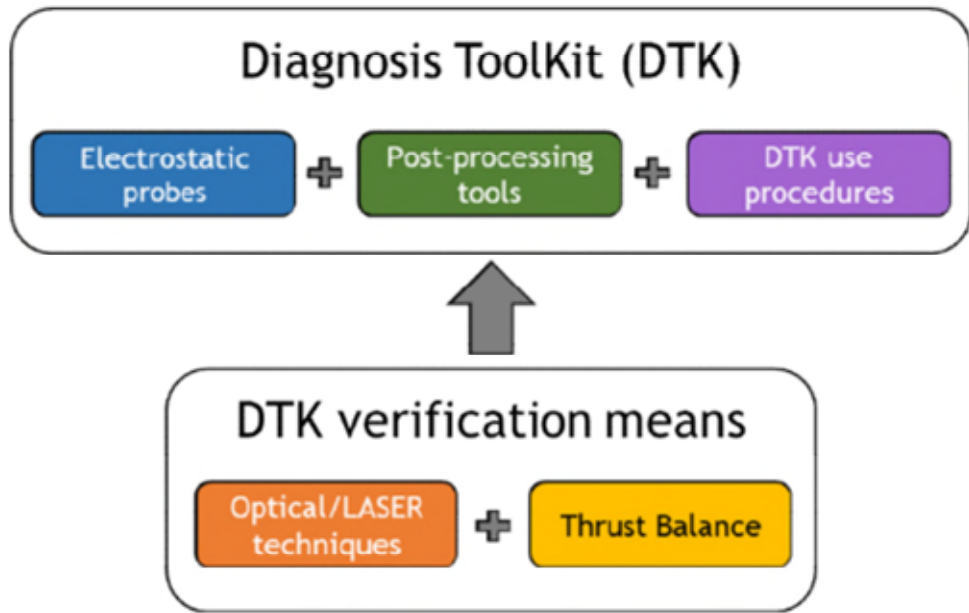 Diagnosis ToolKit (DTK)
Electrostatic
probes
Post-processing
tools
DTK use
procedures
DTK verification means
Optical/LASER
techniques
Thrust Balance